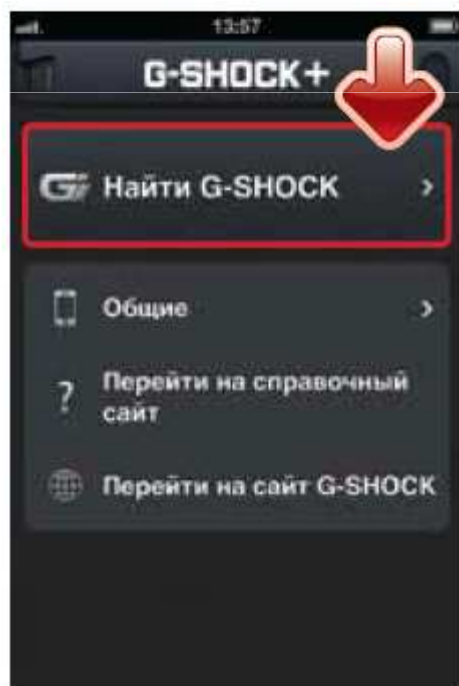 13:57
G-SHOCK+
Найти G-SHOCK
Общие
?
Перейти на справочный
сайт
Перейти на сайт G-SHOCK